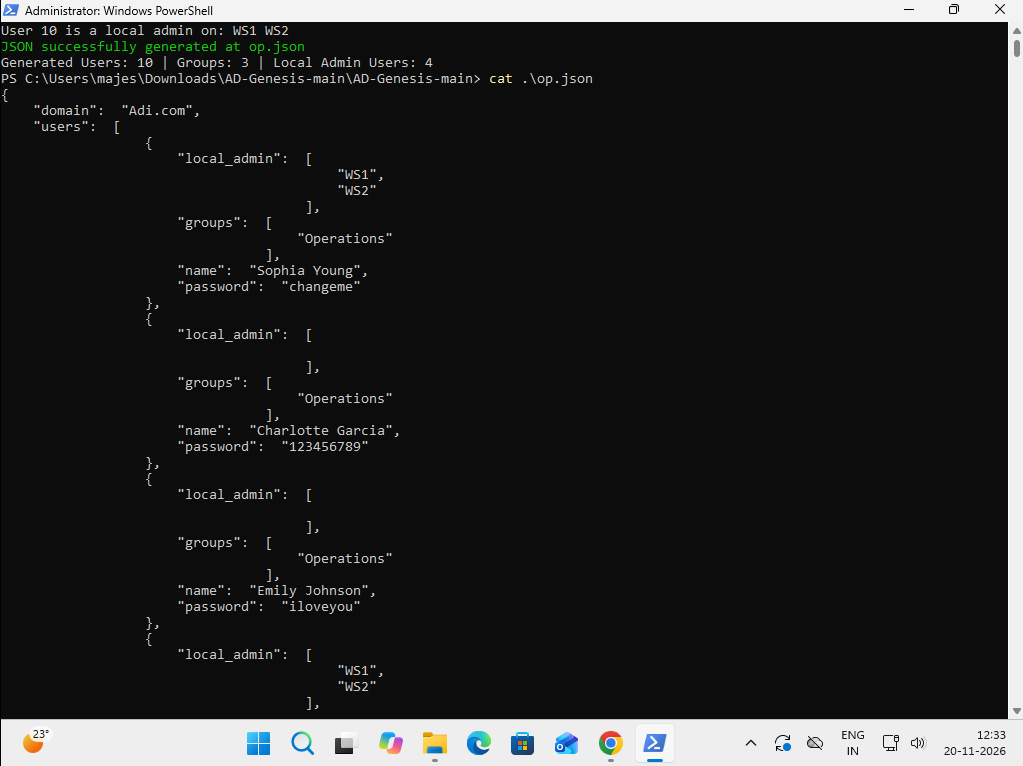 Administrator: Windows PowerShell
User 10 is a local admin on: WS1 WS2
JSON successfully generated at op.json
Generated Users: 10 | Groups: 3 | Local Admin Users: 4
PS C:\Users\majes\Downloads\AD-Genesis-main\AD-Genesis-main> cat .\op.json
{
    "domain":  "Adi.com",
    "users":  [
                  {
                      "local_admin":  [
                                          "WS1",
                                          "WS2"
                                      ],
                      "groups":  [
                                     "Operations"
                                 ],
                      "name":  "Sophia Young",
                      "password":  "changeme"
                  },
                  {
                      "local_admin":  [

                                      ],
                      "groups":  [
                                     "Operations"
                                 ],
                      "name":  "Charlotte Garcia",
                      "password":  "123456789"
                  },
                  {
                      "local_admin":  [

                                      ],
                      "groups":  [
                                     "Operations"
                                 ],
                      "name":  "Emily Johnson",
                      "password":  "iloveyou"
                  },
                  {
                      "local_admin":  [
                                          "WS1",
                                          "WS2"
                                      ],
23°
ENG
IN
12:33
20-11-2026